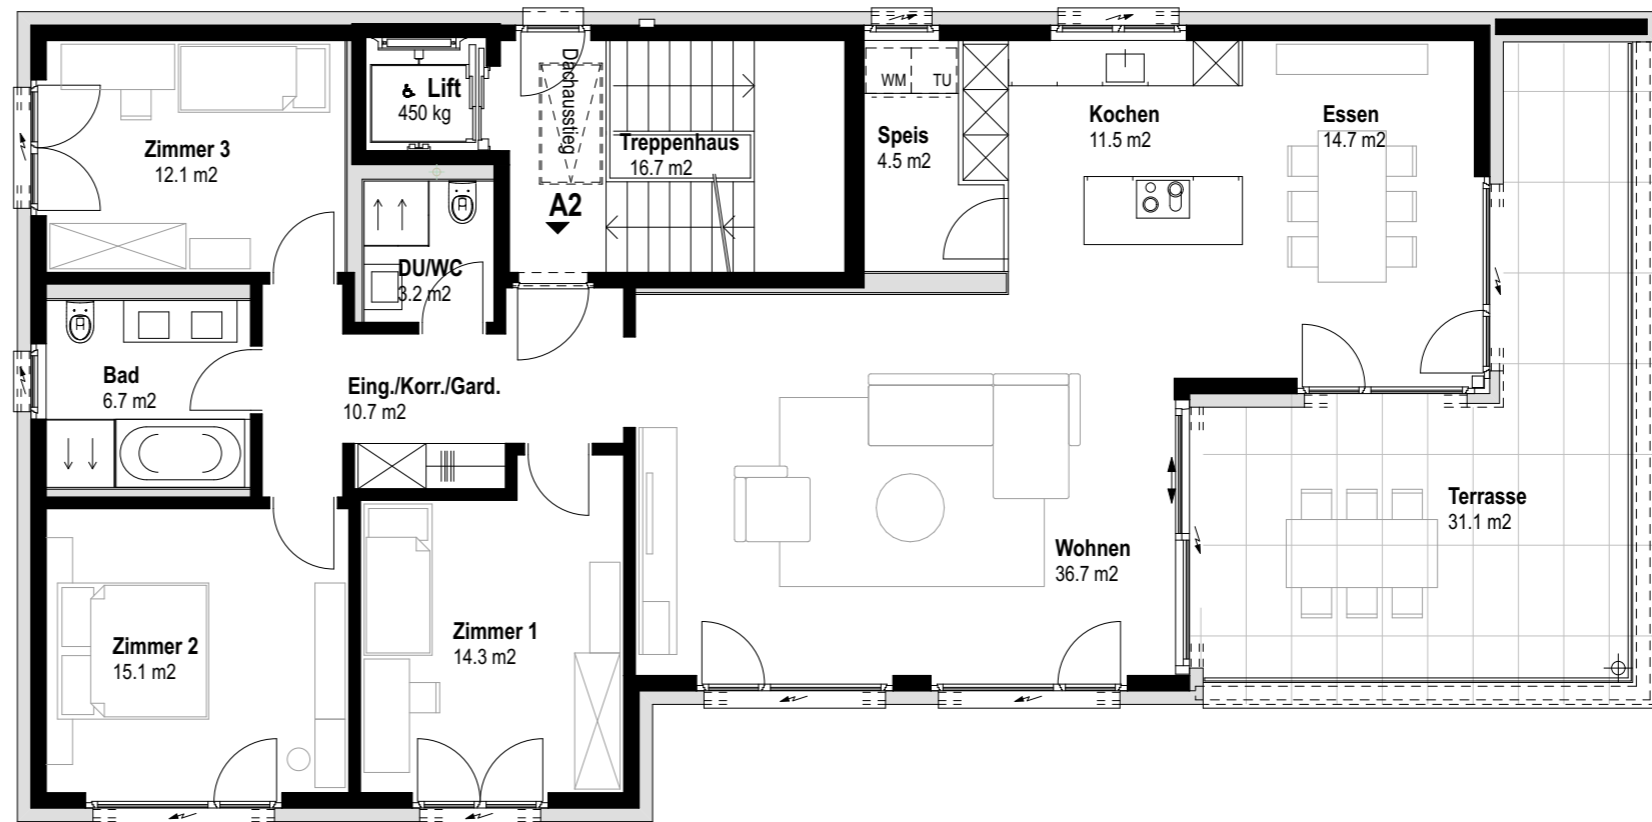 Zimmer 3
12.1 m2
Lift
450 kg
Dachausstieg
Treppenhaus
16.7 m2
A2
WM
TU
Speis
4.5 m2
Kochen
11.5 m2
Essen
14.7 m2
DU/WC
3.2 m2
Bad
6.7 m2
Eing./Korr./Gard.
10.7 m2
Terrasse
31.1 m2
Wohnen
36.7 m2
Zimmer 2
15.1 m2
Zimmer 1
14.3 m2